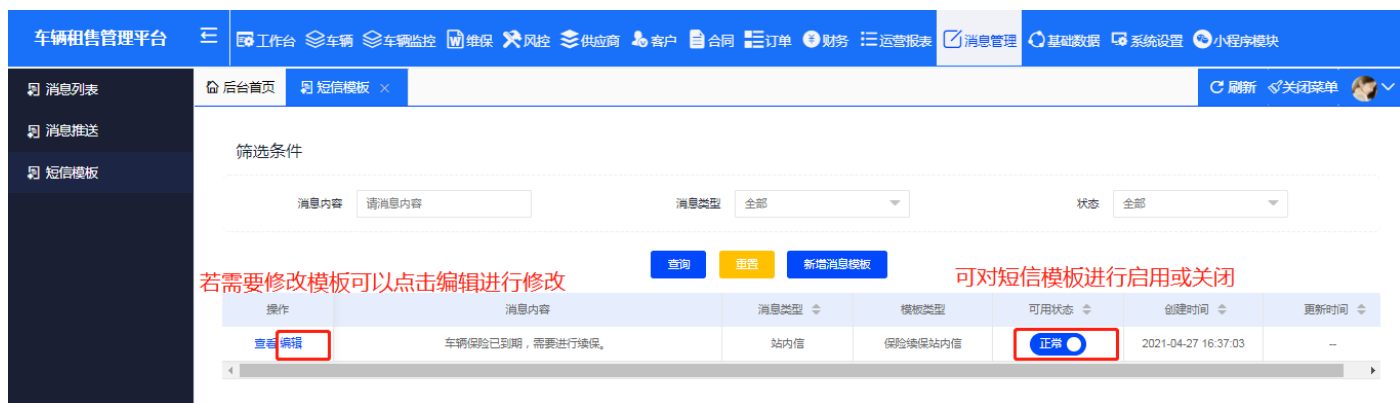 车辆租售管理平台
工作台 车辆 车辆监控 维保 风控 供应商 客户 合同 订单 财务 运营报表 消息管理 基础数据 系统设置 小程序模块
消息列表
消息推送
短信模板
后台首页 短信模板 × 刷新 关闭菜单
筛选条件
消息内容 请消息内容 消息类型 全部 状态 全部
查询 重置 新增消息模板
若需要修改模板可以点击编辑进行修改 可对短信模板进行启用或关闭
操作 消息内容 消息类型 模板类型 可用状态 创建时间 更新时间
查看 编辑 车辆保险已到期，需要进行续保。 站内信 保险续保站内信 正常 2021-04-27 16:37:03 --